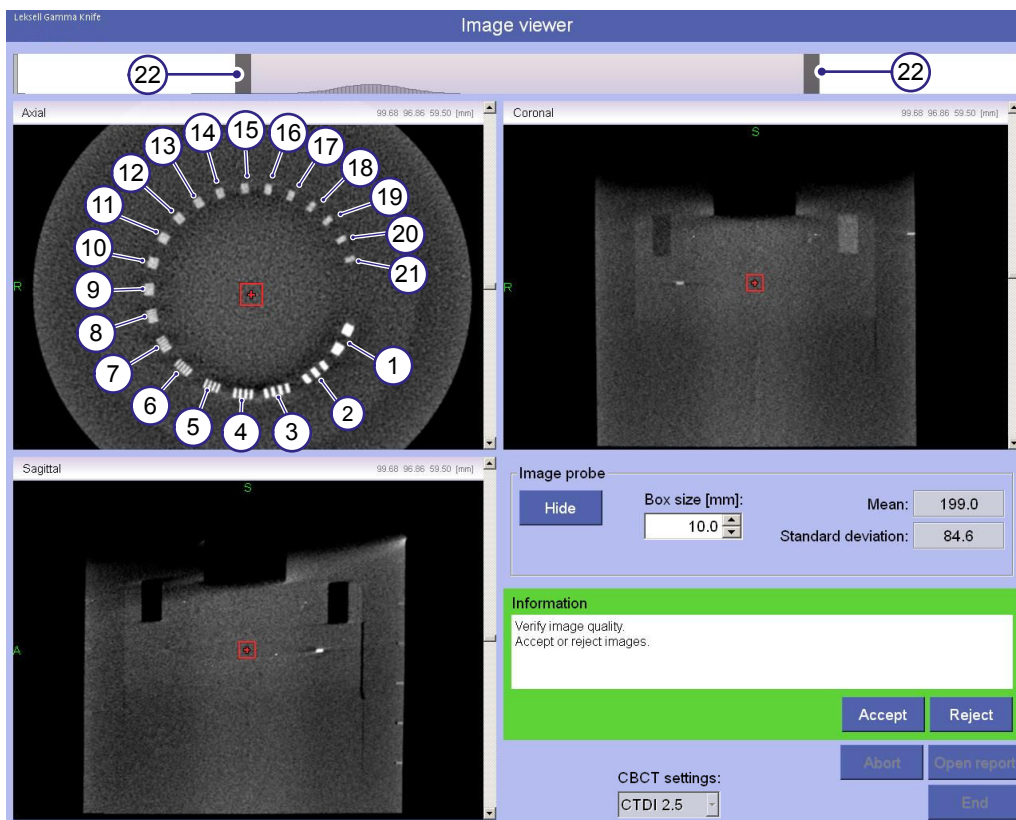 Leksell Gamma Knife
Image viewer
22
22
Axial
99.68 96.86 59.50 [mm]
Coronal
99.68 96.86 59.50 [mm]
S
15
14
16
13
17
12
18
11
19
10
20
21
9
R
R
8
7
1
6
2
5
4
3
Sagittal
99.68 96.86 59.50 [mm]
S
A
Image probe
Hide
Box size [mm]:
10.0
Mean:
199.0
Standard deviation:
84.6
Information
Verify image quality.
Accept or reject images.
Accept
Reject
Abort
Open report
CBCT settings:
CTDI 2.5
End